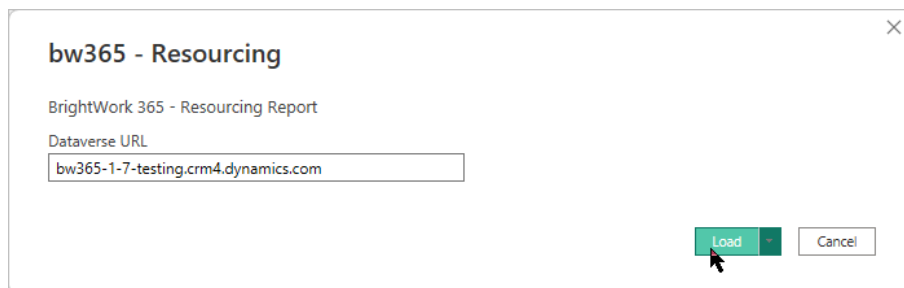 bw365 - Resourcing
BrightWork 365 - Resourcing Report
Dataverse URL
bw365-1-7-testing.crm4.dynamics.com
Load
Cancel